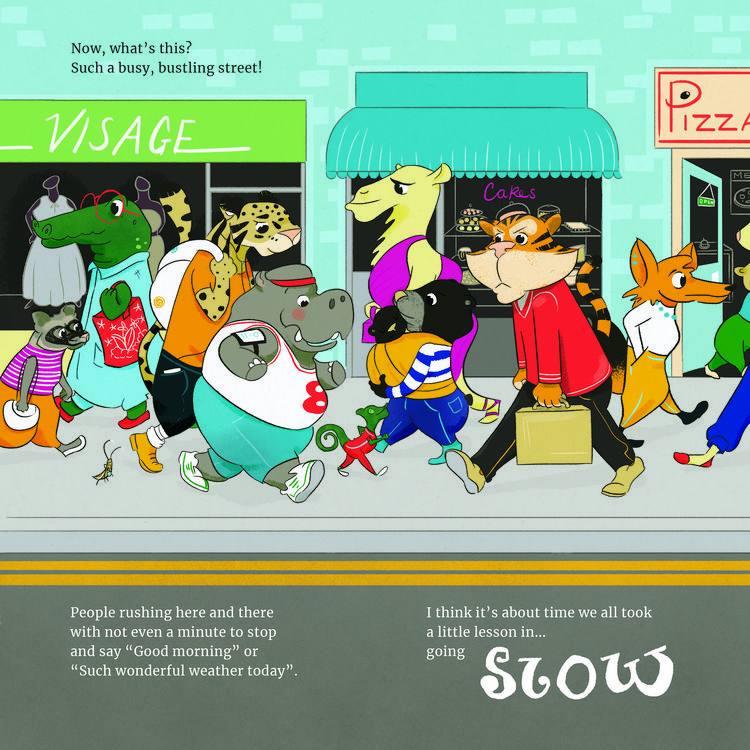 Now, what’s this?
Such a busy, bustling street!
VISAGE
Cakes
PIZZA
OPEN
ME
8
People rushing here and there
with not even a minute to stop
and say “Good morning” or
“Such wonderful weather today”.
I think it’s about time we all took
a little lesson in...
going SLOW